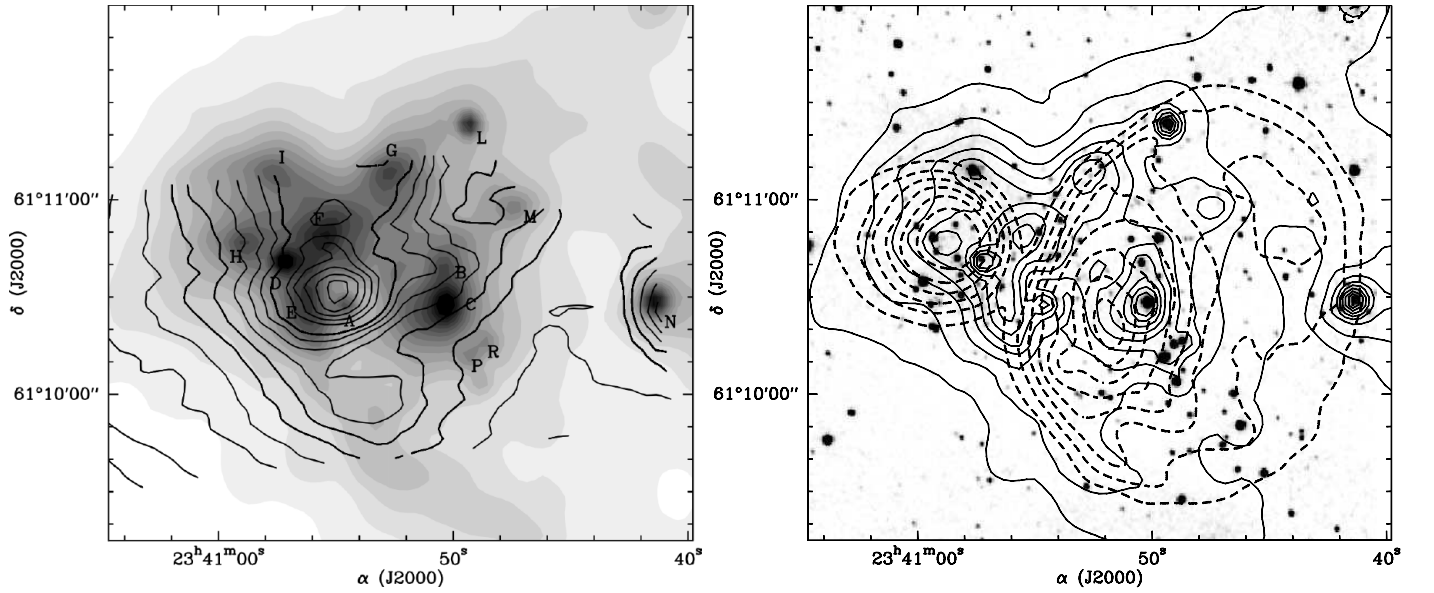 I
G
L
61°11′00″
61°11′00″
F
M
H
B
D
E
A
C
N
R
P
δ (J2000)
δ (J2000)
61°10′00″
61°10′00″
23ʰ41ᵐ00ˢ
50ˢ
40ˢ
23ʰ41ᵐ00ˢ
50ˢ
40ˢ
α (J2000)
α (J2000)